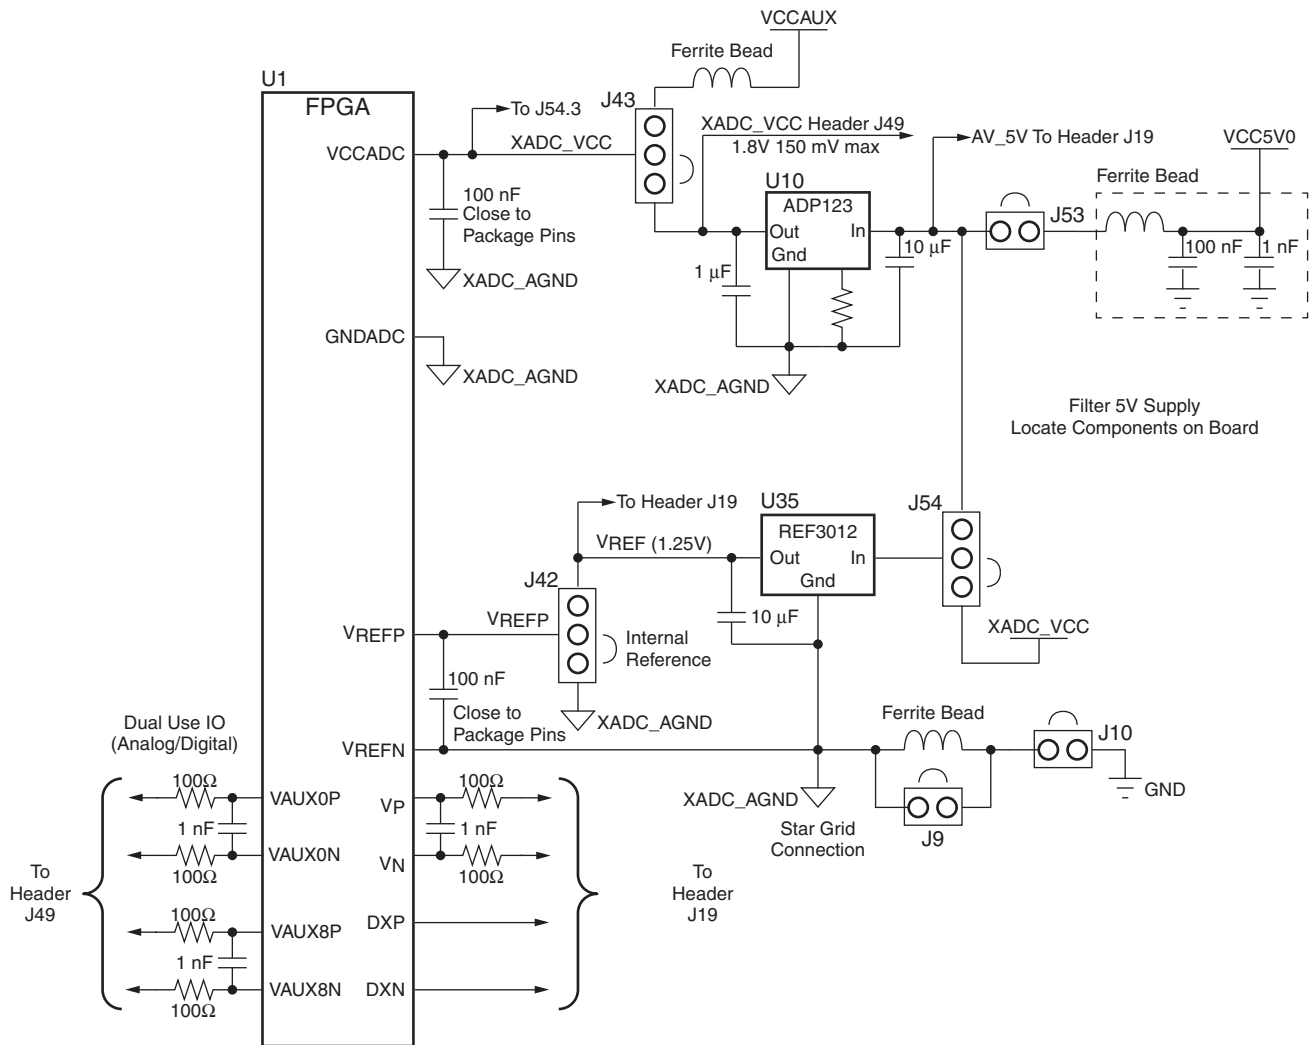 VCCAUX
Ferrite Bead
U1
FPGA
To J54.3
J43
XADC_VCC Header J49
1.8V 150 mV max
AV_5V To Header J19
VCC5V0
VCCADC
XADC_VCC
Ferrite Bead
U10
ADP123
Out
In
Gnd
J53
100 nF
Close to
Package Pins
1 µF
10 µF
100 nF
1 nF
XADC_AGND
GNDADC
XADC_AGND
XADC_AGND
Filter 5V Supply
Locate Components on Board
To Header J19
U35
REF3012
Out
In
Gnd
J54
VREF (1.25V)
J42
VREFP
VREFP
Internal
Reference
10 µF
XADC_VCC
100 nF
Close to
Package Pins
XADC_AGND
Ferrite Bead
J10
GND
Dual Use IO
(Analog/Digital)
VREFN
XADC_AGND
Star Grid
Connection
J9
100Ω
VAUX0P
VP
100Ω
1 nF
1 nF
VAUX0N
VN
100Ω
100Ω
To
Header
J49
To
Header
J19
100Ω
VAUX8P
DXP
1 nF
VAUX8N
DXN
100Ω